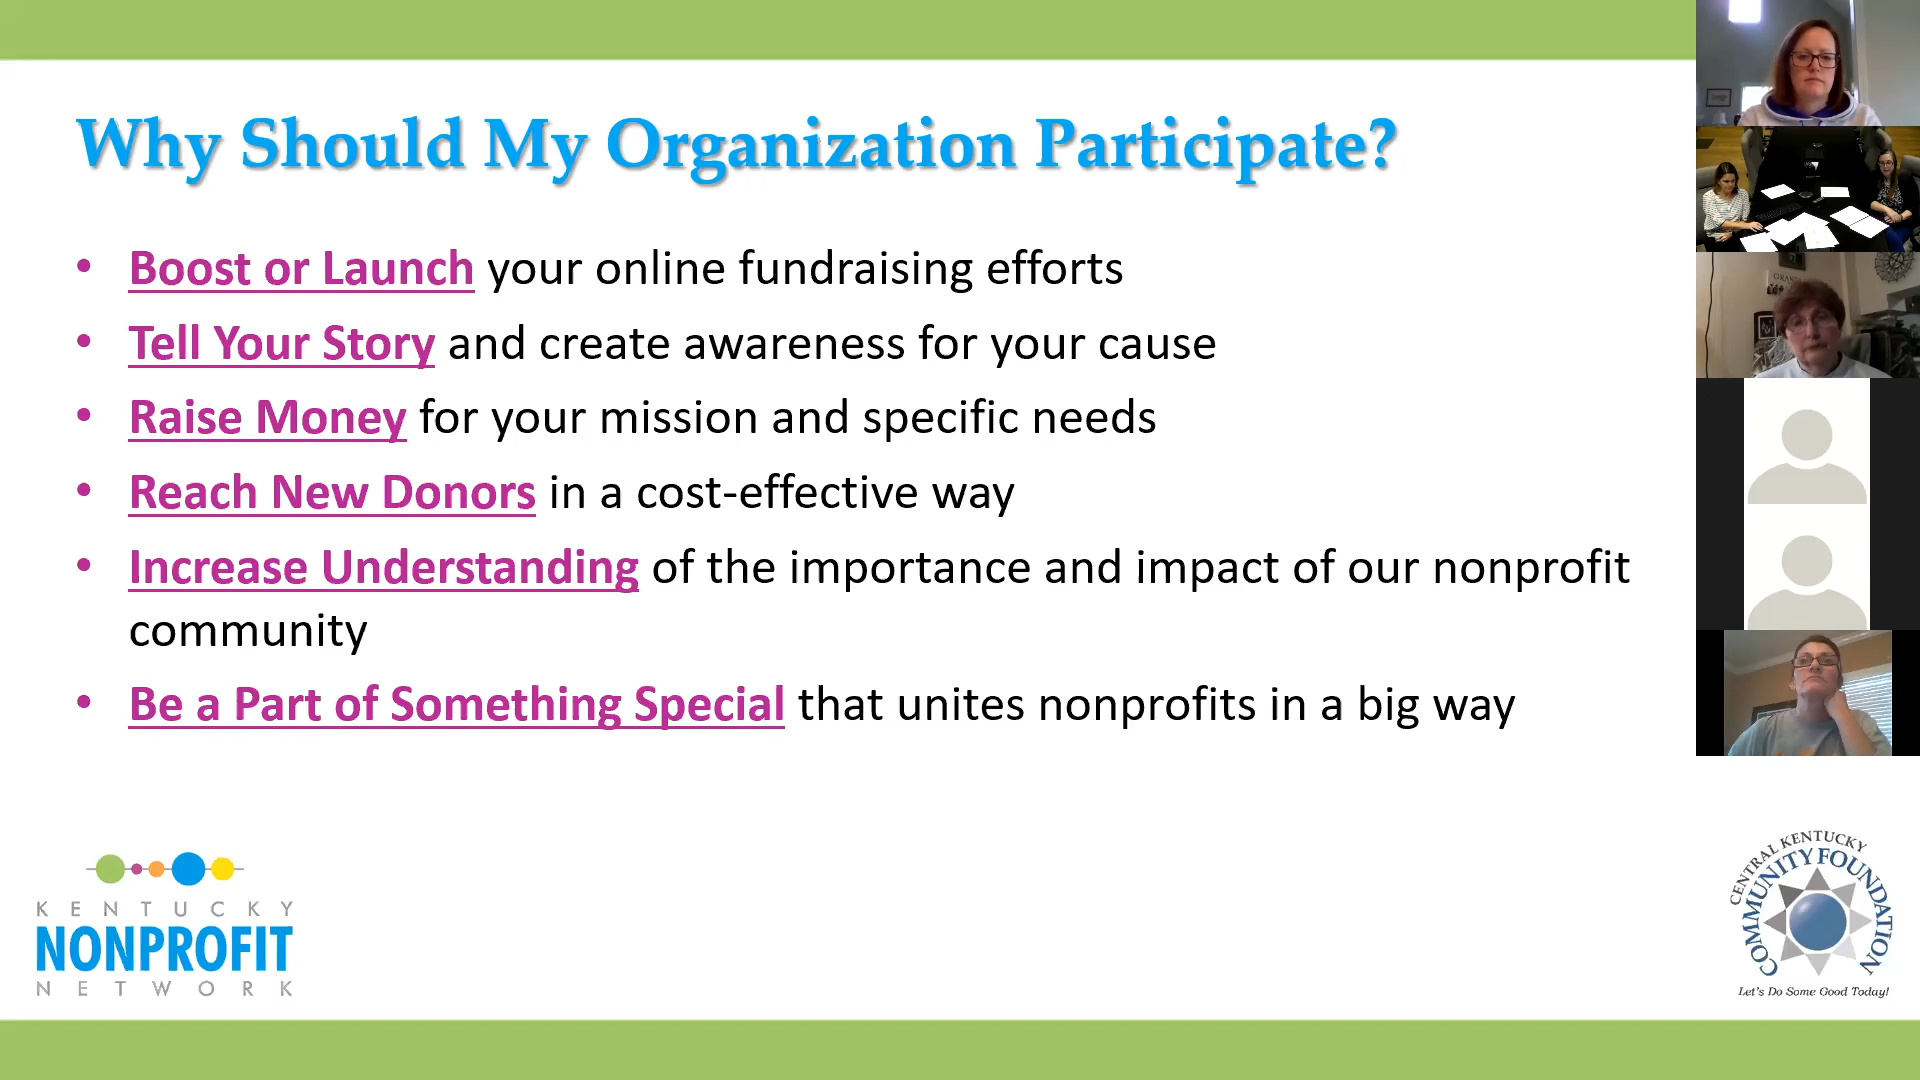 Why Should My Organization Participate?
• Boost or Launch your online fundraising efforts
• Tell Your Story and create awareness for your cause
• Raise Money for your mission and specific needs
• Reach New Donors in a cost-effective way
• Increase Understanding of the importance and impact of our nonprofit
community
• Be a Part of Something Special that unites nonprofits in a big way
KENTUCKY
NONPROFIT
NETWORK
CENTRAL KENTUCKY
COMMUNITY FOUNDATION
Let's Do Some Good Today!